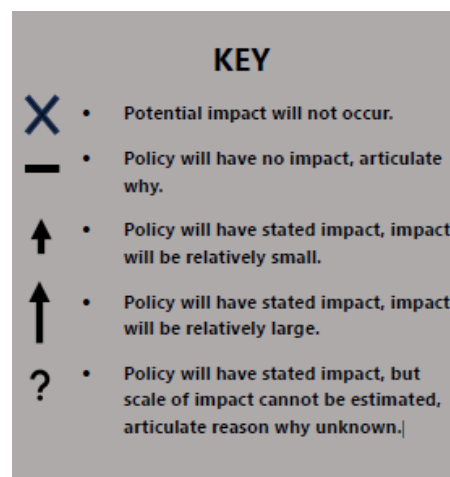 KEY
• Potential impact will not occur.
• Policy will have no impact, articulate
why.
• Policy will have stated impact, impact
will be relatively small.
• Policy will have stated impact, impact
will be relatively large.
? • Policy will have stated impact, but
scale of impact cannot be estimated,
articulate reason why unknown.